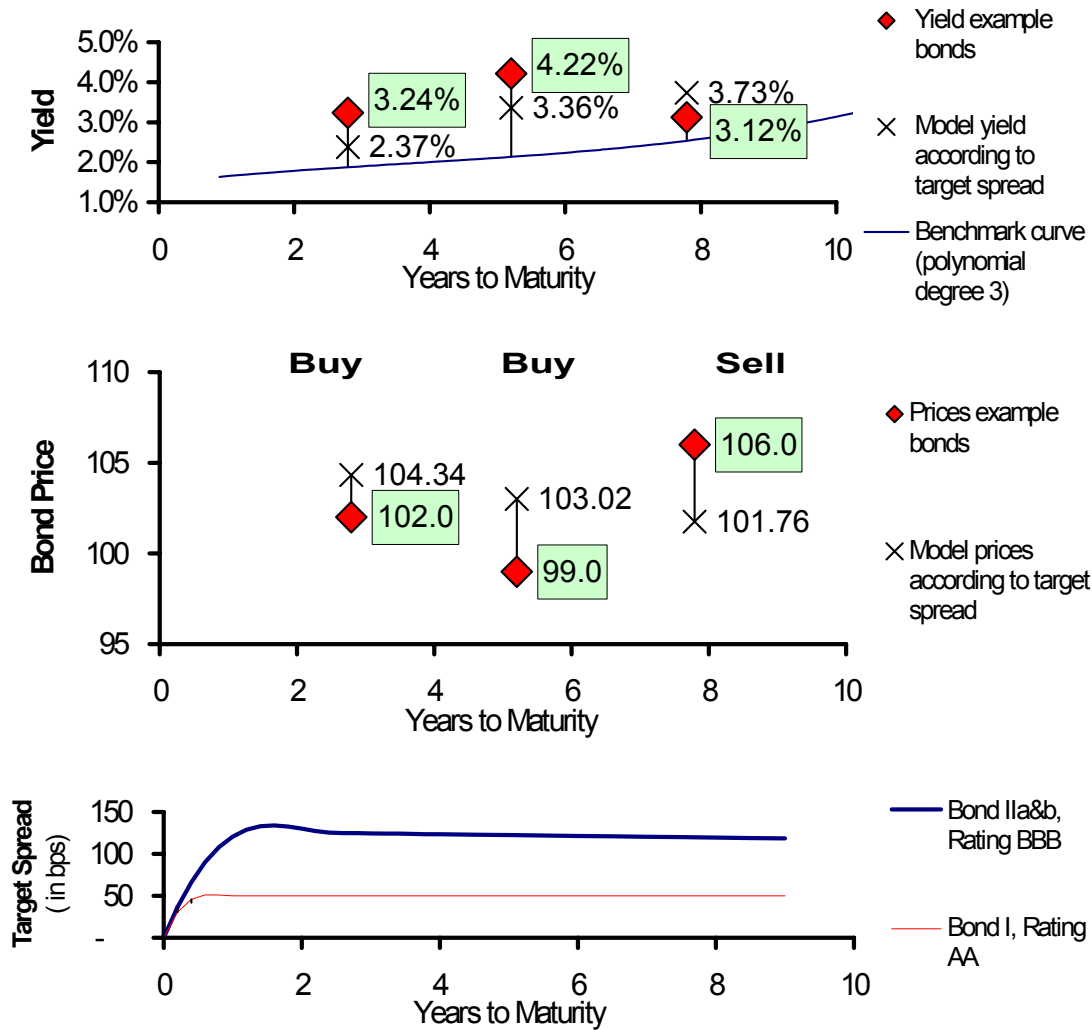 5.0%
4.0%
3.0%
2.0%
1.0%
Yield
3.24%
2.37%
4.22%
3.36%
3.73%
3.12%
0 2 4 6 8 10
Years to Maturity
Yield example
bonds
Model yield
according to
target spread
Benchmark curve
(polynomial
degree 3)
Buy Buy Sell
110
105
100
95
Bond Price
104.34
102.0
103.02
99.0
106.0
101.76
0 2 4 6 8 10
Years to Maturity
Prices example
bonds
Model prices
according to target
spread
150
100
50
-
Target Spread
( in bps)
0 2 4 6 8 10
Years to Maturity
Bond IIa&b,
Rating BBB
Bond I, Rating
AA